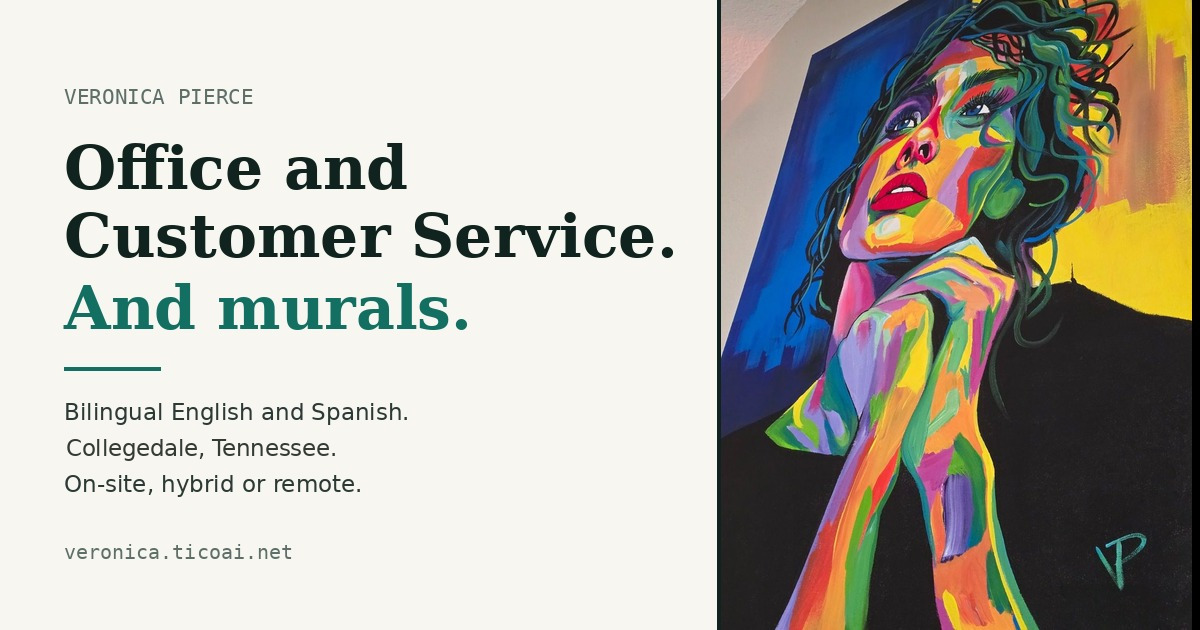 VERONICA PIERCE
Office and
Customer Service.
And murals.
Bilingual English and Spanish.
Collegedale, Tennessee.
On-site, hybrid or remote.
veronica.ticoai.net
VP